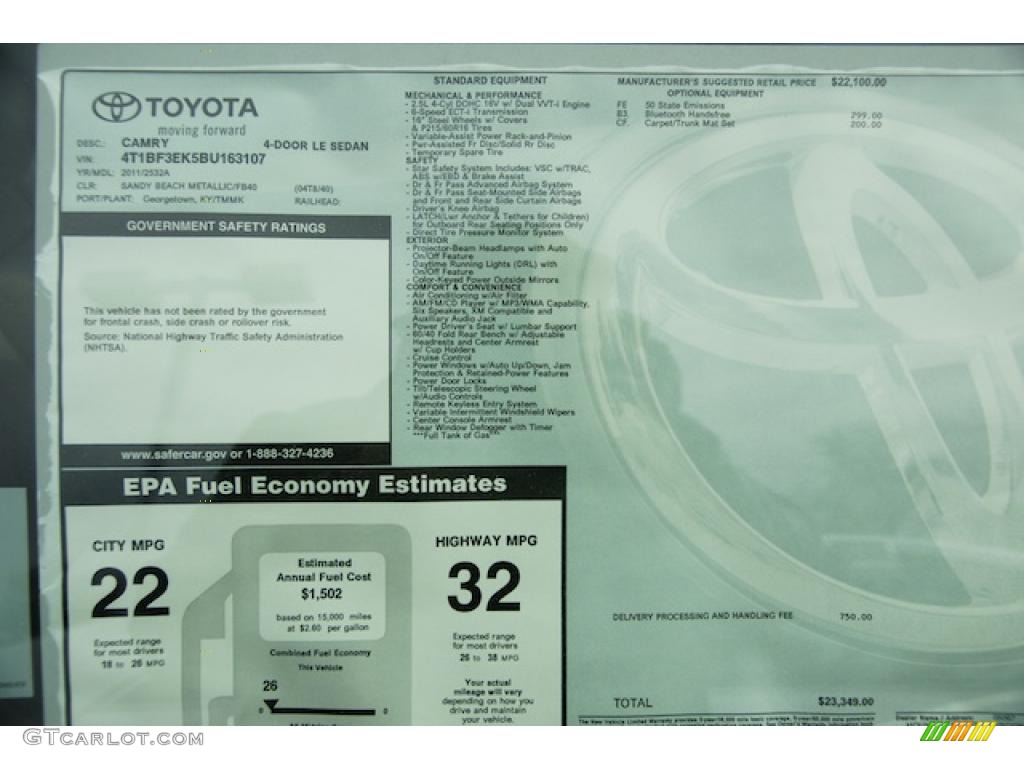 TOYOTA
moving forward
DESC.: CAMRY 4-DOOR LE SEDAN
VIN: 4T1BF3EK5BU163107
YR/MDL: 2011/2532A
CLR: SANDY BEACH METALLIC/FB40 (04T8/40)
PORT/PLANT: Georgetown, KY/TMMK RAILHEAD:
GOVERNMENT SAFETY RATINGS
This vehicle has not been rated by the government
for frontal crash, side crash or rollover risk.
Source: National Highway Traffic Safety Administration
(NHTSA).
www.safercar.gov or 1-888-327-4236
STANDARD EQUIPMENT
MECHANICAL & PERFORMANCE
- 2.5L 4-Cyl DOHC 16V w/ Dual VVT-i Engine
- 6-Speed ECT-i Transmission
- 16" Steel Wheels w/ Covers
& P215/60R16 Tires
- Variable-Assist Power Rack-and-Pinion
- Pwr-Assisted Fr Disc/Solid Rr Disc
- Temporary Spare Tire
SAFETY
- Star Safety System Includes: VSC w/TRAC,
ABS w/EBD & Brake Assist
- Dr & Fr Pass Advanced Airbag System
- Dr & Fr Pass Seat-Mounted Side Airbags
and Front and Rear Side Curtain Airbags
- Driver's Knee Airbag
- LATCH(Lwr Anchor & Tethers for Children)
for Outboard Rear Seating Positions Only
- Direct Tire Pressure Monitor System
EXTERIOR
- Projector-Beam Headlamps with Auto
On/Off Feature
- Daytime Running Lights (DRL) with
On/Off Feature
- Color-Keyed Power Outside Mirrors
COMFORT & CONVENIENCE
- Air Conditioning w/Air Filter
- AM/FM/CD Player w/ MP3/WMA Capability,
Six Speakers, XM Compatible and
Auxiliary Audio Jack
- Power Driver's Seat w/ Lumbar Support
- 60/40 Fold Rear Bench w/ Adjustable
Headrests and Center Armrest
w/ Cup Holders
- Cruise Control
- Power Windows w/Auto Up/Down, Jam
Protection & Retained-Power Features
- Power Door Locks
- Tilt/Telescopic Steering Wheel
w/Audio Controls
- Remote Keyless Entry System
- Variable Intermittent Windshield Wipers
- Center Console Armrest
- Rear Window Defogger with Timer
***Full Tank of Gas***
MANUFACTURER'S SUGGESTED RETAIL PRICE $22,100.00
OPTIONAL EQUIPMENT
FE 50 State Emissions
B3. Bluetooth Handsfree 299.00
CF. Carpet/Trunk Mat Set 200.00
DELIVERY PROCESSING AND HANDLING FEE 750.00
TOTAL $23,349.00
EPA Fuel Economy Estimates
CITY MPG
22
Expected range
for most drivers
18 to 26 MPG
Estimated
Annual Fuel Cost
$1,502
based on 15,000 miles
at $2.60 per gallon
Combined Fuel Economy
This Vehicle
26
0 0
HIGHWAY MPG
32
Expected range
for most drivers
26 to 38 MPG
Your actual
mileage will vary
depending on how you
drive and maintain
your vehicle.
GTcarlot.com